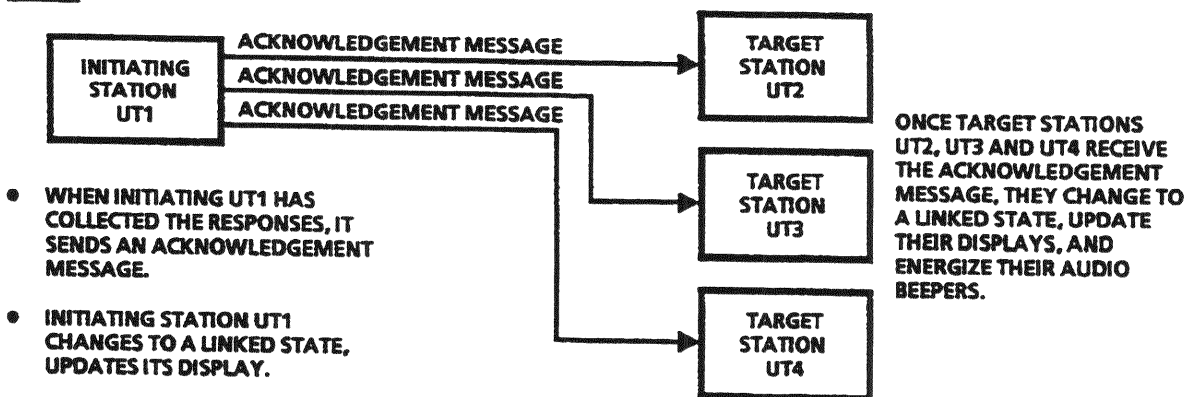 INITIATING
STATION
UT1
ACKNOWLEDGEMENT MESSAGE
ACKNOWLEDGEMENT MESSAGE
ACKNOWLEDGEMENT MESSAGE
TARGET
STATION
UT2
TARGET
STATION
UT3
TARGET
STATION
UT4
ONCE TARGET STATIONS
UT2, UT3 AND UT4 RECEIVE
THE ACKNOWLEDGEMENT
MESSAGE, THEY CHANGE TO
A LINKED STATE, UPDATE
THEIR DISPLAYS, AND
ENERGIZE THEIR AUDIO
BEEPERS.
• WHEN INITIATING UT1 HAS
COLLECTED THE RESPONSES, IT
SENDS AN ACKNOWLEDGEMENT
MESSAGE.
• INITIATING STATION UT1
CHANGES TO A LINKED STATE,
UPDATES ITS DISPLAY.